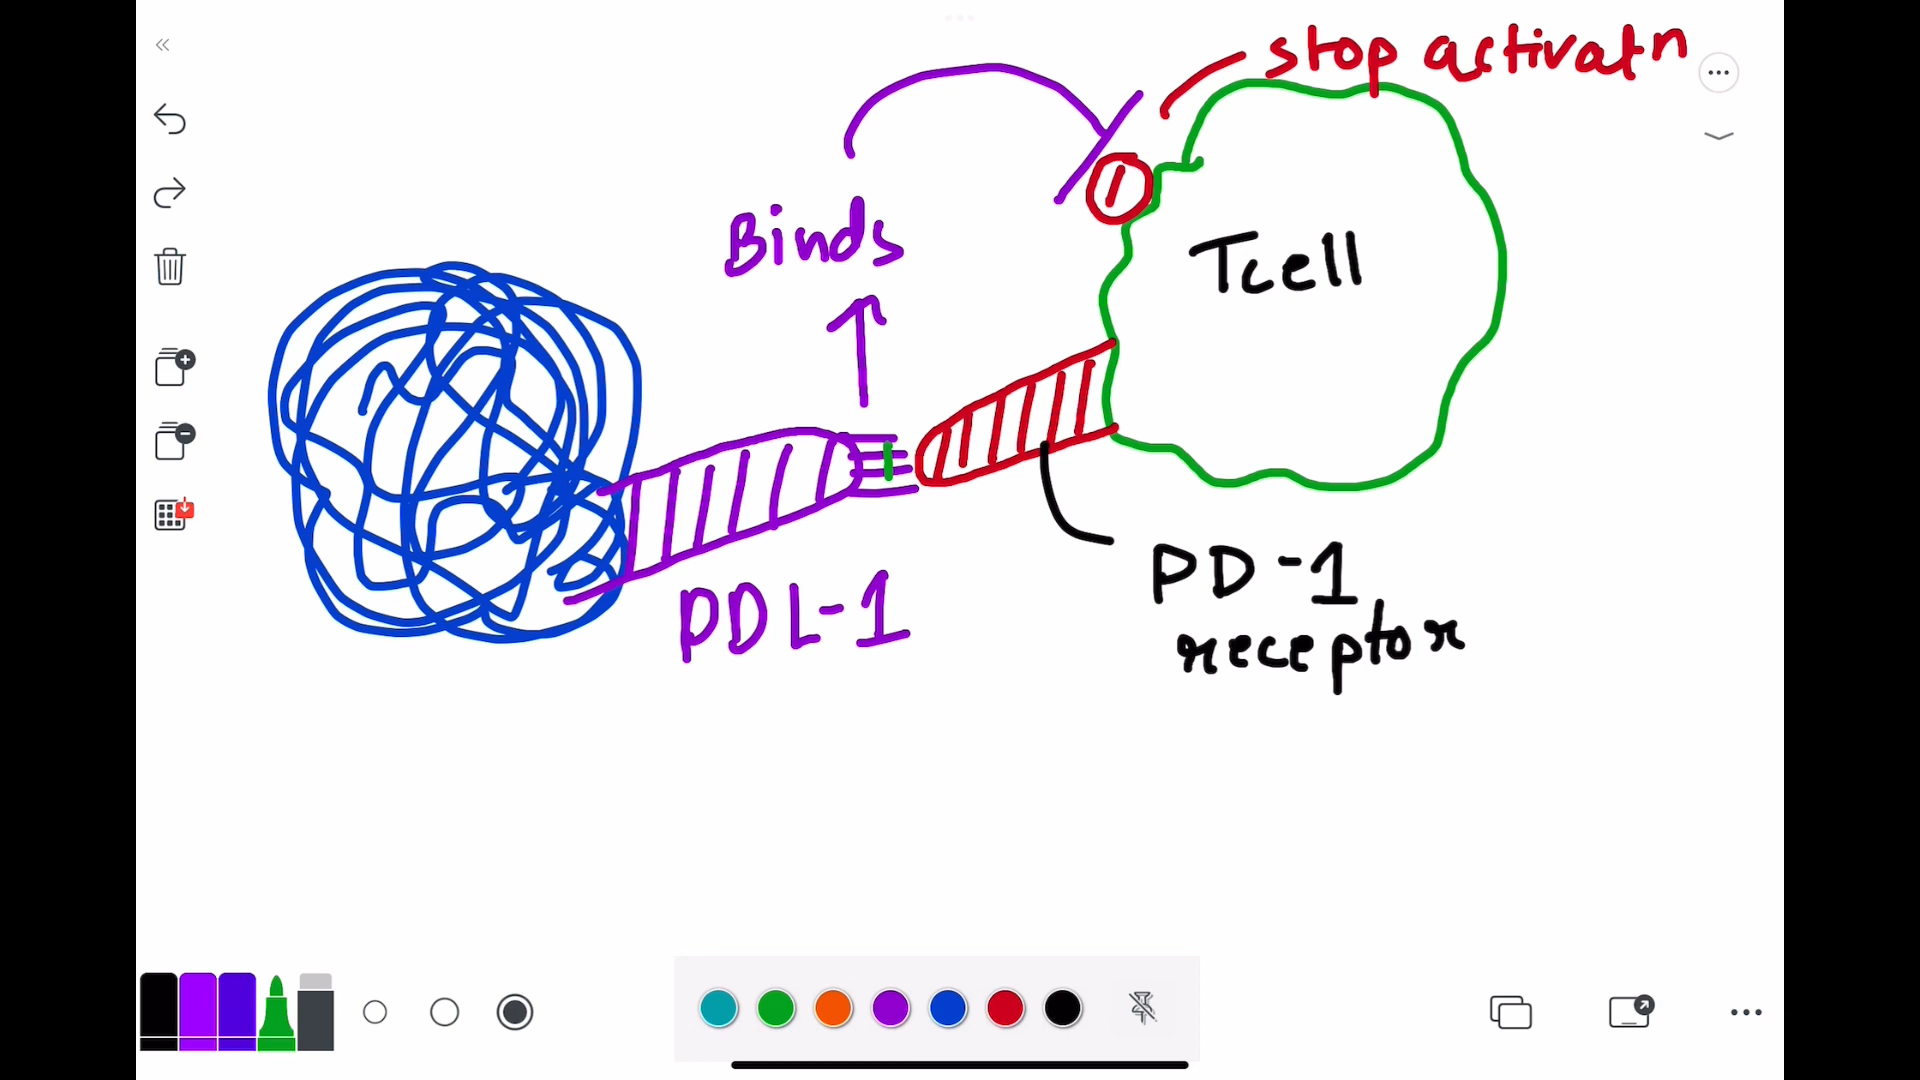 stop activatn
Binds
Tcell
PDL-1
PD-1
receptor